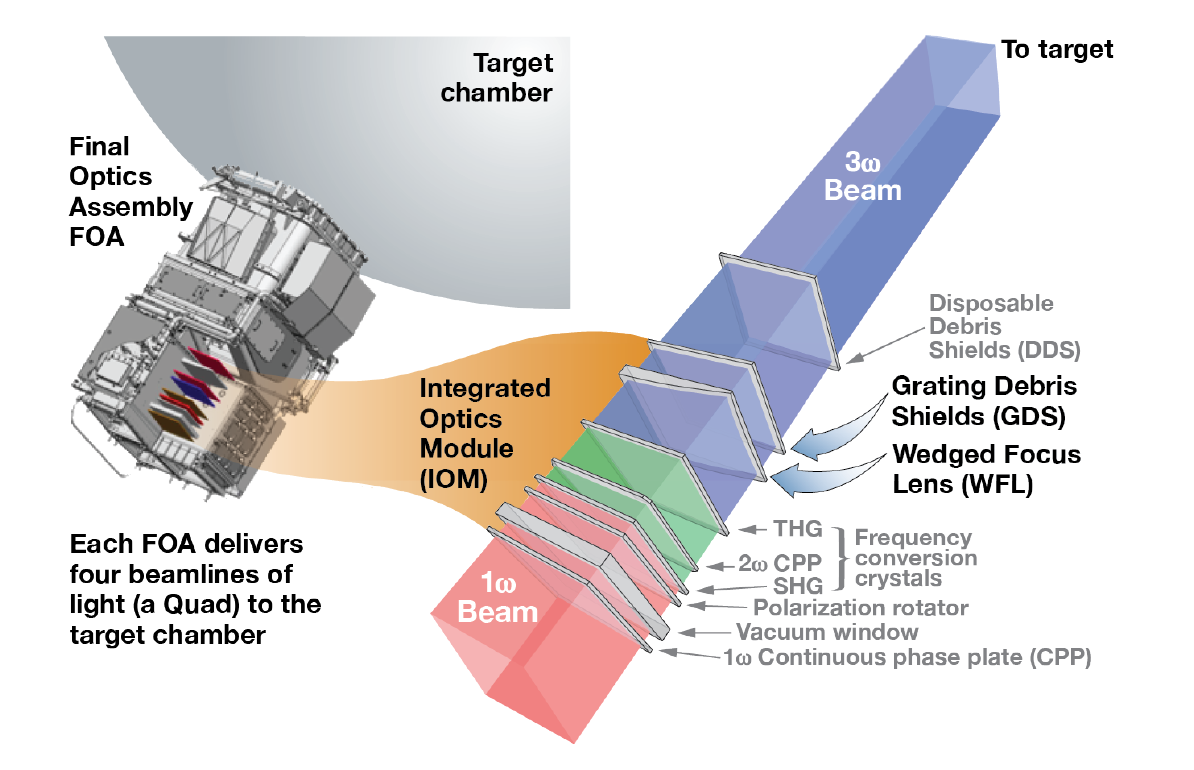 Target
chamber
To target
Final
Optics
Assembly
FOA
3ω
Beam
Disposable
Debris
Shields (DDS)
Grating Debris
Shields (GDS)
Wedged Focus
Lens (WFL)
Integrated
Optics
Module
(IOM)
THG
2ω CPP
SHG
Frequency
conversion
crystals
Polarization rotator
Vacuum window
1ω Continuous phase plate (CPP)
1ω
Beam
Each FOA delivers
four beamlines of
light (a Quad) to the
target chamber